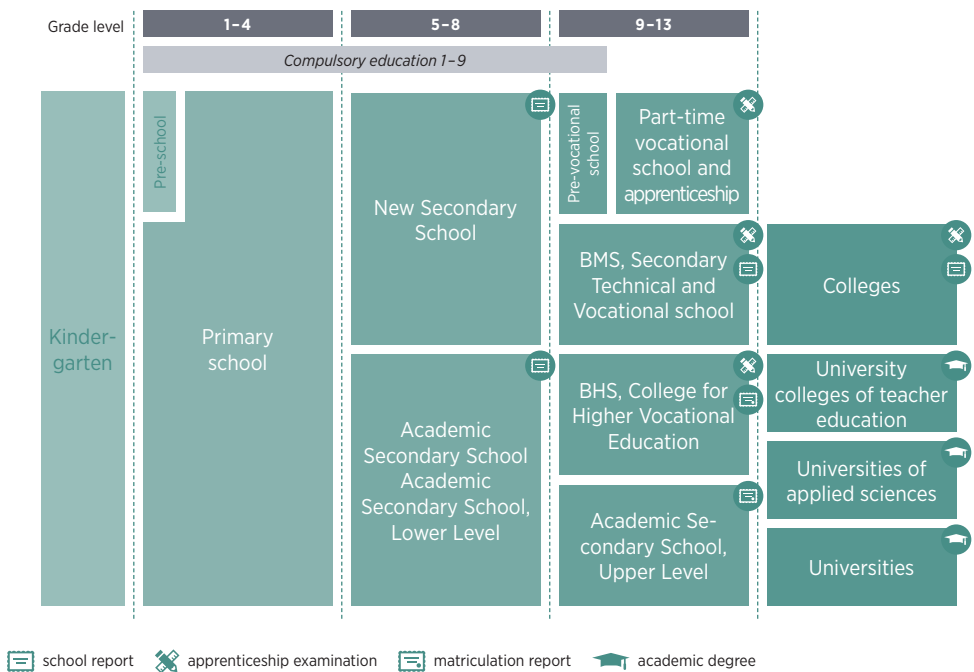 Grade level
1–4
5–8
9–13
Compulsory education 1–9
Kinder-
garten
Pre-school
Primary
school
New Secondary
School
Academic
Secondary School
Academic
Secondary School,
Lower Level
Pre-vocational
school
Part-time
vocational
school and
apprenticeship
BMS, Secondary
Technical and
Vocational school
BHS, College for
Higher Vocational
Education
Academic Se-
condary School,
Upper Level
Colleges
University
colleges of teacher
education
Universities of
applied sciences
Universities
school report
apprenticeship examination
matriculation report
academic degree